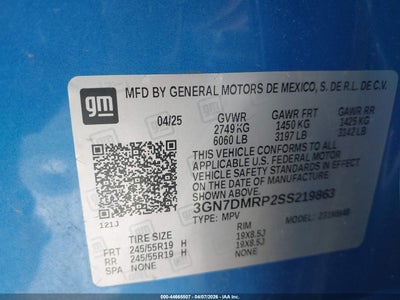 gm
MFD BY GENERAL MOTORS DE MEXICO, S. DE R.L. DE C.V.
04/25 GVWR GAWR FRT GAWR RR
2749 KG 1450 KG 1425 KG
6060 LB 3197 LB 3142 LB
THIS VEHICLE CONFORMS TO ALL
APPLICABLE U.S. FEDERAL MOTOR
VEHICLE SAFETY STANDARDS IN EFFECT
ON THE DATE OF MANUFACTURE
SHOWN ABOVE.
3GN7DMRP2SS219863
121J TYPE: MPV MODEL:
TIRE SIZE RIM
FRT 245/55R19 H 19X8.5J
RR 245/55R19 H 19X8.5J
SPA NONE NONE
ID - 44665507 - 04/07/2026 - IAA Inc.